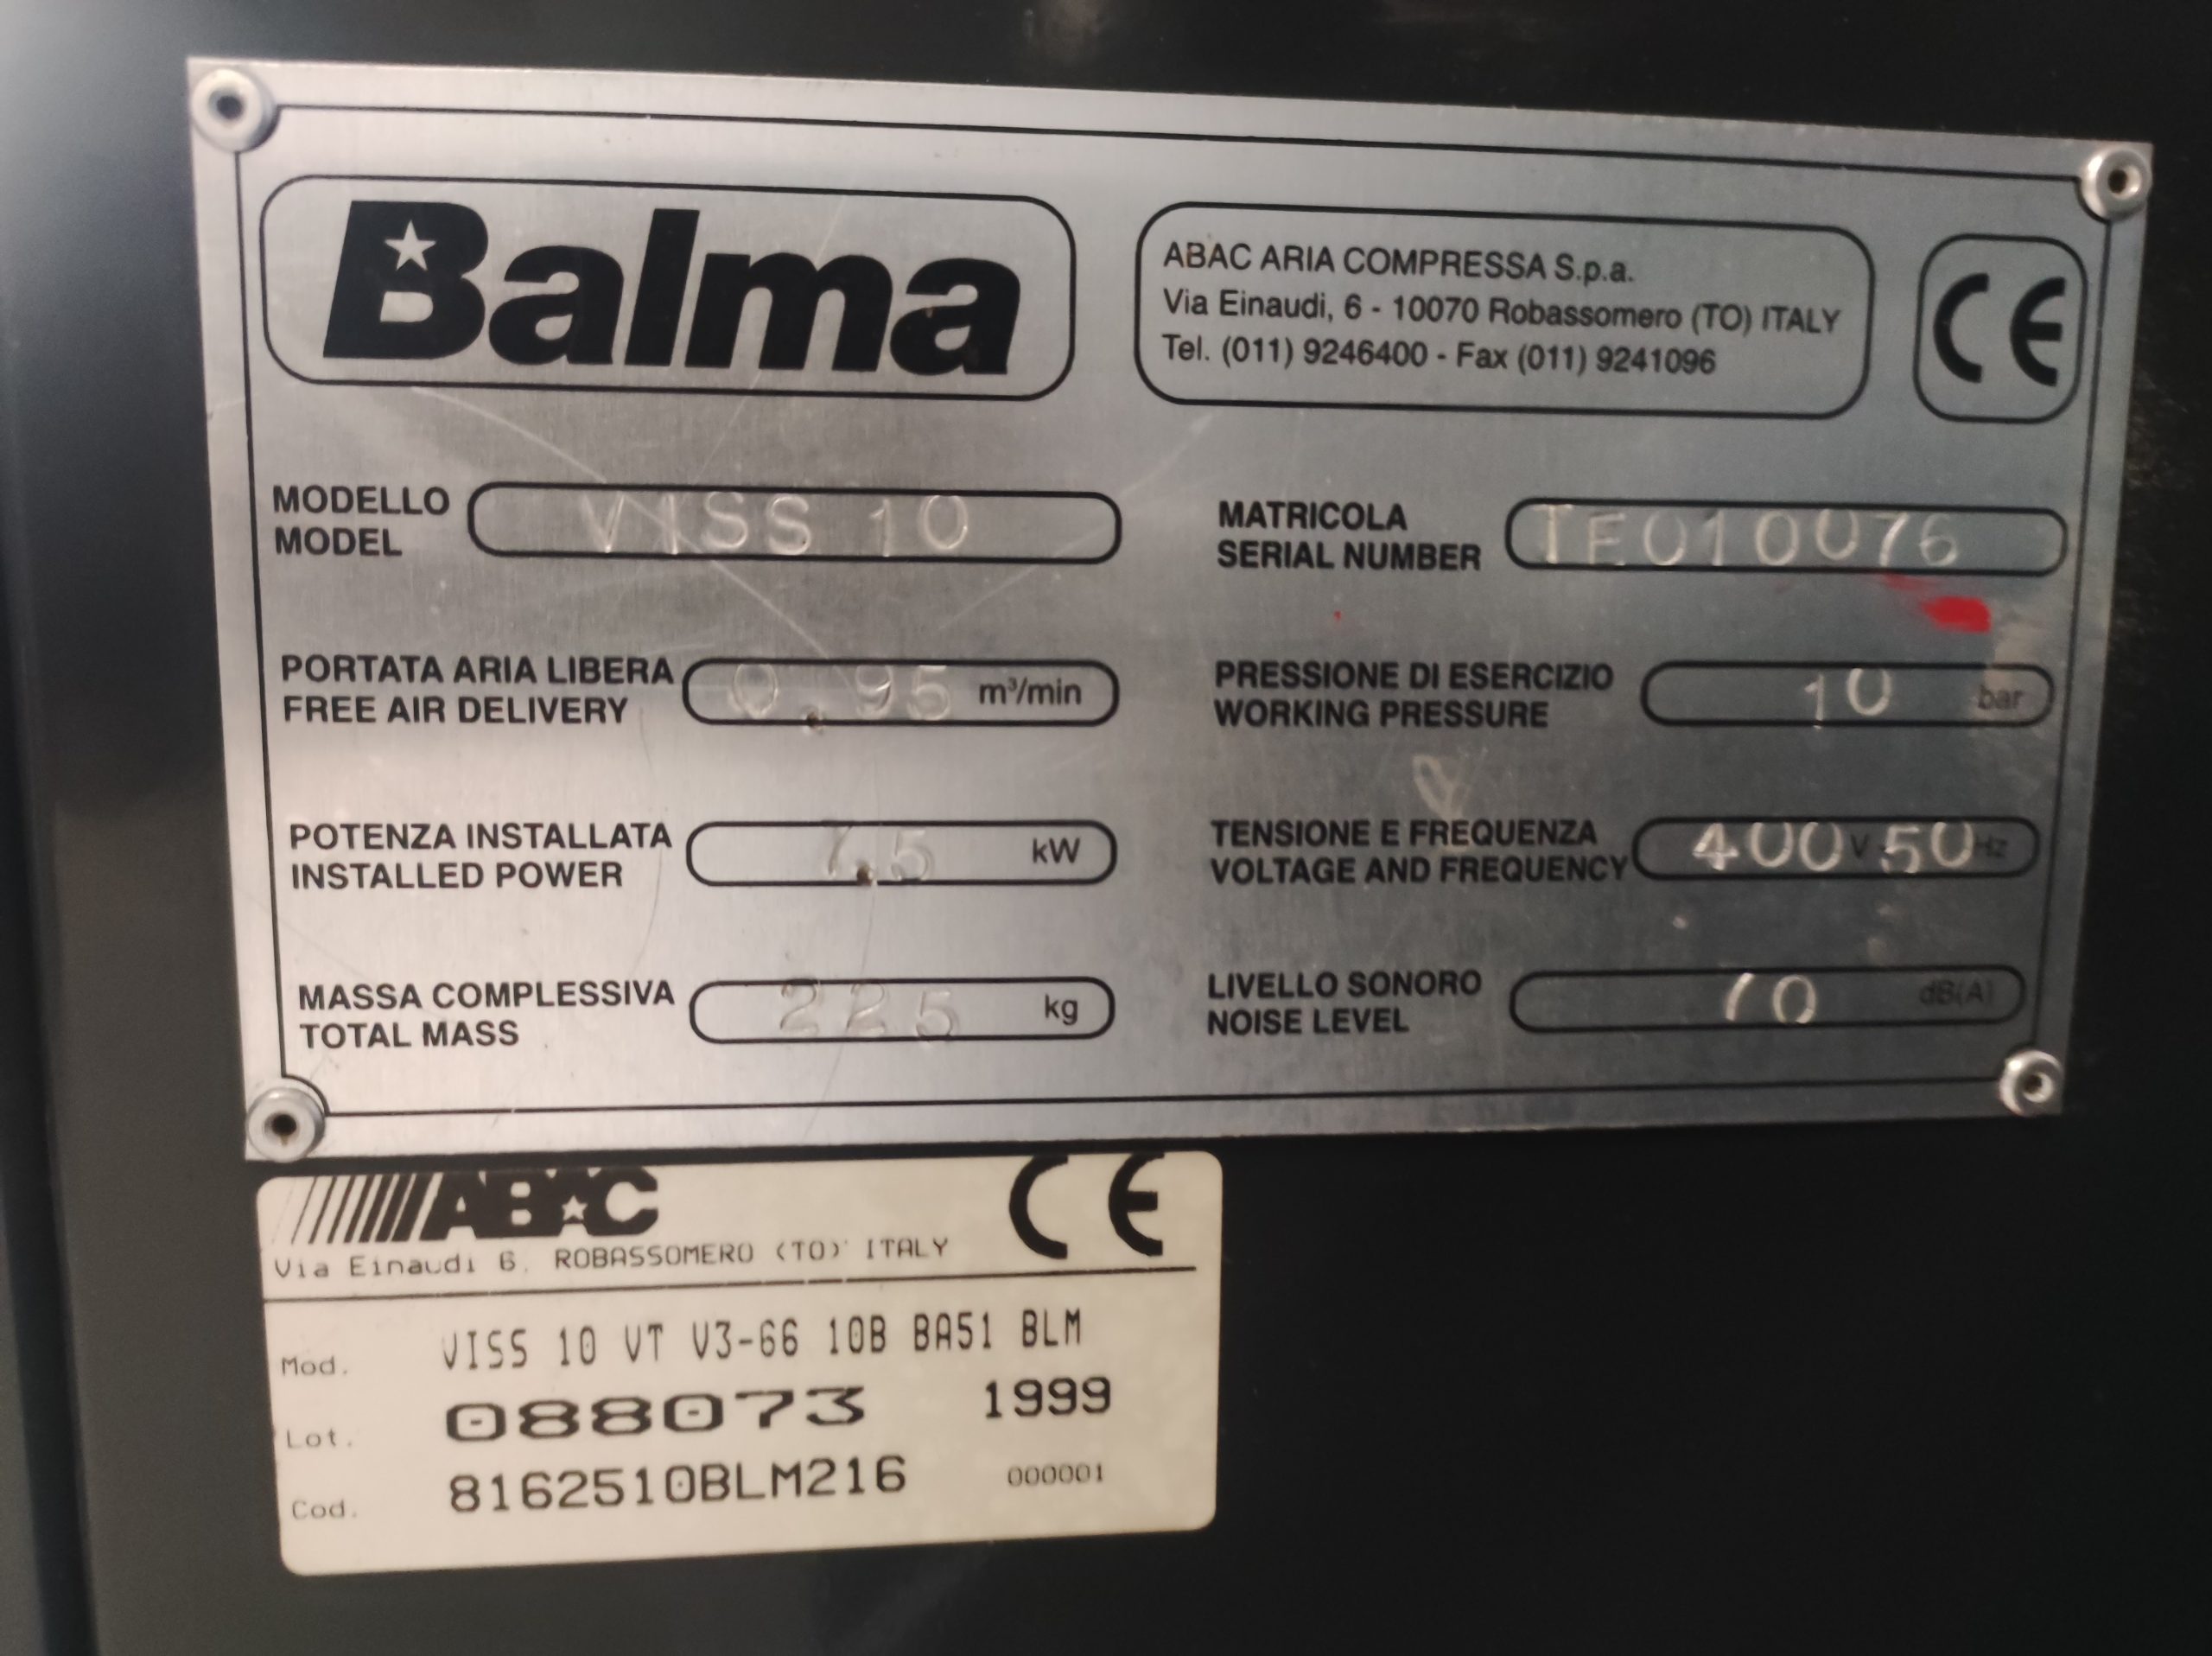 Balma
ABAC ARIA COMPRESSA S.p.a.
Via Einaudi, 6 - 10070 Robassomero (TO) ITALY
Tel. (011) 9246400 - Fax (011) 9241096
CE
MODELLO
MODEL
VISS 10
MATRICOLA
SERIAL NUMBER
TE010076
PORTATA ARIA LIBERA
FREE AIR DELIVERY
0.95 m³/min
PRESSIONE DI ESERCIZIO
WORKING PRESSURE
10 bar
POTENZA INSTALLATA
INSTALLED POWER
7.5 kW
TENSIONE E FREQUENZA
VOLTAGE AND FREQUENCY
400 V 50 Hz
MASSA COMPLESSIVA
TOTAL MASS
225 kg
LIVELLO SONORO
NOISE LEVEL
70 dB(A)
ABAC
CE
Via Einaudi 6, ROBASSOMERO (TO) ITALY
Mod. VISS 10 VT V3-66 10B BA51 BLM
Lot. 088073 1999
Cod. 8162510BLM216 000001